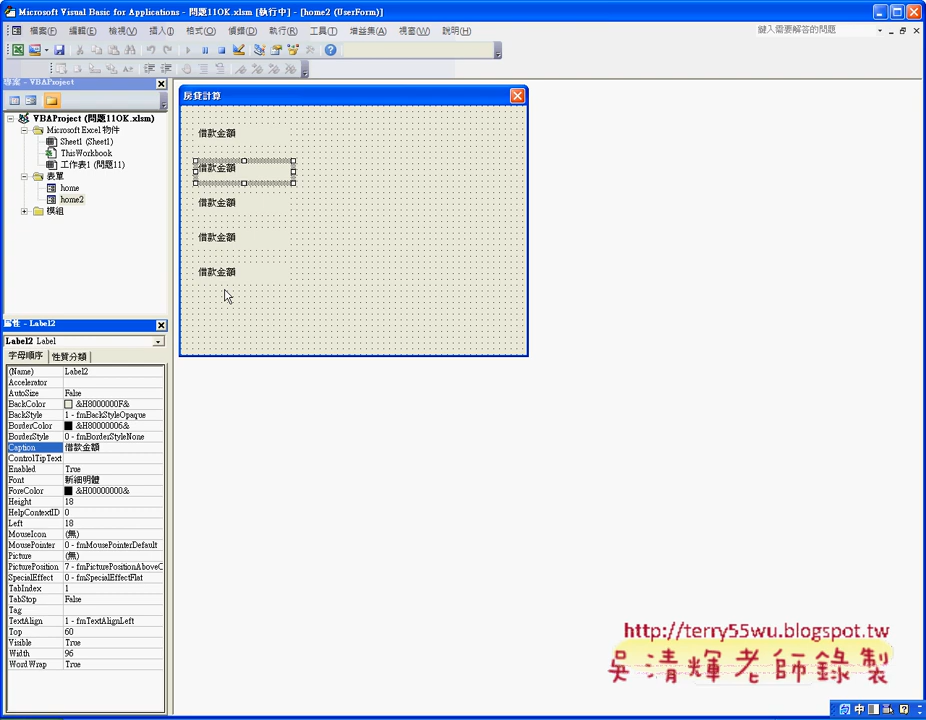 Microsoft Visual Basic for Applications - 問題11OK.xlsm [執行中] - [home2 (UserForm)]
檔案(F) 編輯(E) 檢視(V) 插入(I) 格式(O) 偵錯(D) 執行(R) 工具(T) 增益集(A) 視窗(W) 說明(H) 鍵入需要解答的問題
專案 - VBAProject
VBAProject (問題11OK.xlsm)
Microsoft Excel 物件
Sheet1 (Sheet1)
ThisWorkbook
工作表1 (問題11)
表單
home
home2
模組
房貸計算
借款金額
借款金額
借款金額
借款金額
借款金額
屬性 - Label2
Label2 Label
字母順序 性質分類
(Name) Label2
Accelerator
AutoSize False
BackColor &H8000000F&
BackStyle 1 - fmBackStyleOpaque
BorderColor &H80000006&
BorderStyle 0 - fmBorderStyleNone
Caption 借款金額
ControlTipText
Enabled True
Font 新細明體
ForeColor &H00000000&
Height 18
HelpContextID 0
Left 18
MouseIcon (無)
MousePointer 0 - fmMousePointerDefault
Picture (無)
PicturePosition 7 - fmPicturePositionAboveC
SpecialEffect 0 - fmSpecialEffectFlat
TabIndex 1
TabStop False
Tag
TextAlign 1 - fmTextAlignLeft
Top 60
Visible True
Width 96
WordWrap True
http://terry55wu.blogspot.tw
吳清輝老師錄製
中